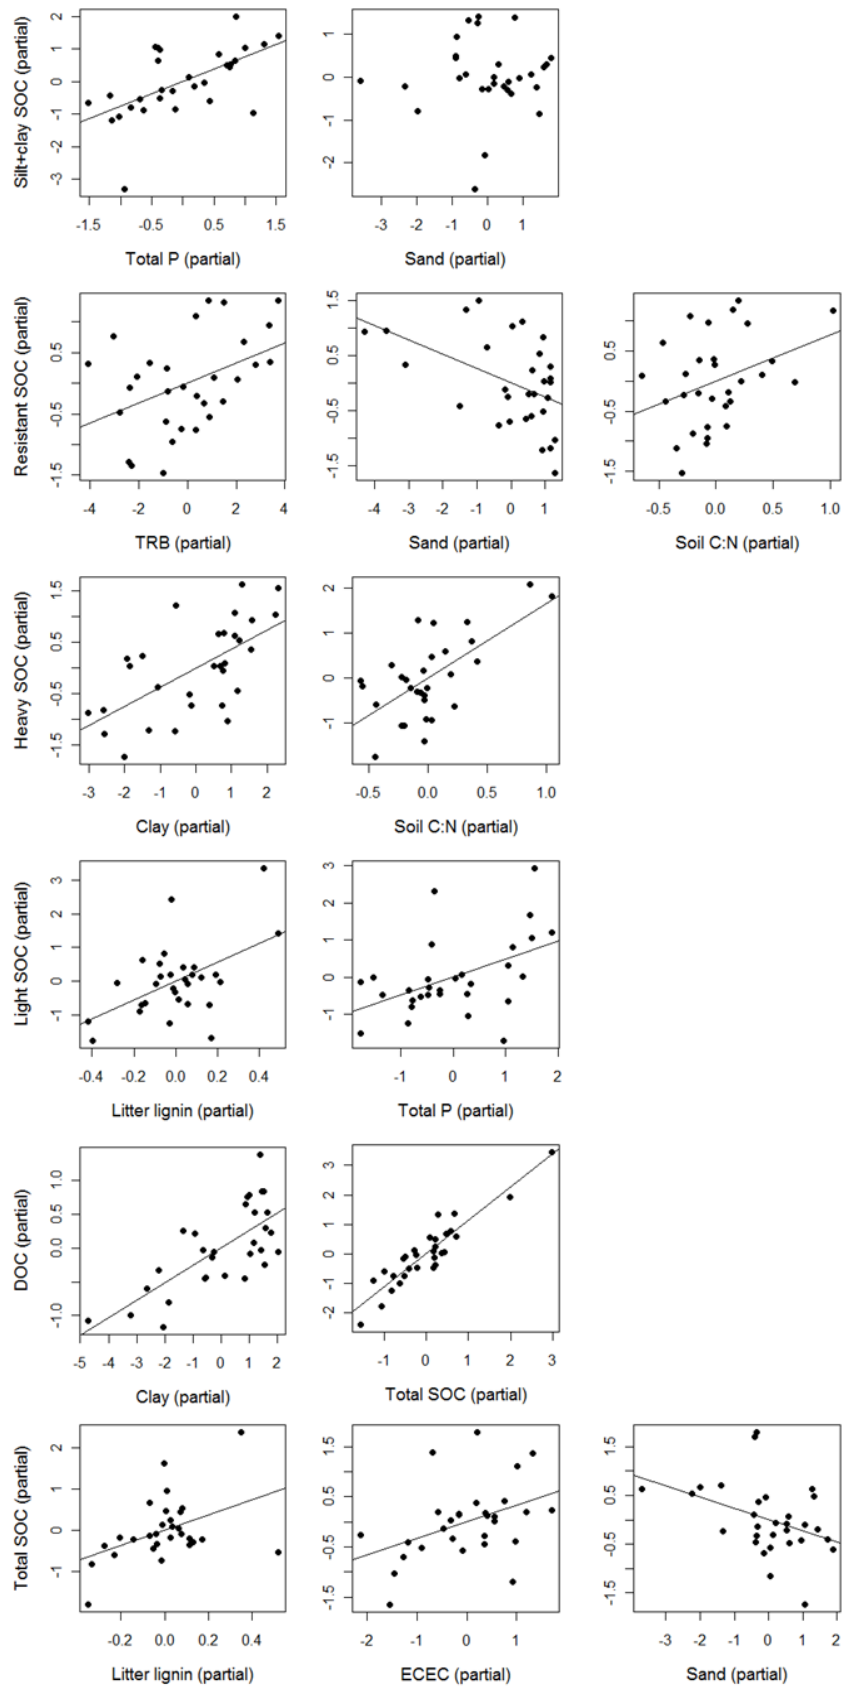 Silt+clay SOC (partial)
-3 -2 -1 0 1 2
-1.5 -0.5 0.5 1.5
Total P (partial)
-2 -1 0 1
-3 -2 -1 0 1
Sand (partial)
Resistant SOC (partial)
-1.5 -0.5 0.5
-4 -2 0 2 4
TRB (partial)
-1.5 -0.5 0.5 1.5
-4 -3 -2 -1 0 1
Sand (partial)
-1.5 -0.5 0.5 1.5
-0.5 0.0 0.5 1.0
Soil C:N (partial)
Heavy SOC (partial)
-1.5 -0.5 0.5 1.5
-3 -2 -1 0 1 2
Clay (partial)
-1 0 1 2
-0.5 0.0 0.5 1.0
Soil C:N (partial)
Light SOC (partial)
-1 0 1 2 3
-0.4 0.0 0.2 0.4
Litter lignin (partial)
-1 0 1 2 3
-1 0 1 2
Total P (partial)
DOC (partial)
-1.0 0.0 0.5 1.0
-5 -4 -3 -2 -1 0 1 2
Clay (partial)
-2 -1 0 1 2 3
-1 0 1 2 3
Total SOC (partial)
Total SOC (partial)
-1 0 1 2
-0.2 0.0 0.2 0.4
Litter lignin (partial)
-1.5 -0.5 0.5 1.5
-2 -1 0 1
ECEC (partial)
-1.5 -0.5 0.5 1.5
-3 -2 -1 0 1 2
Sand (partial)